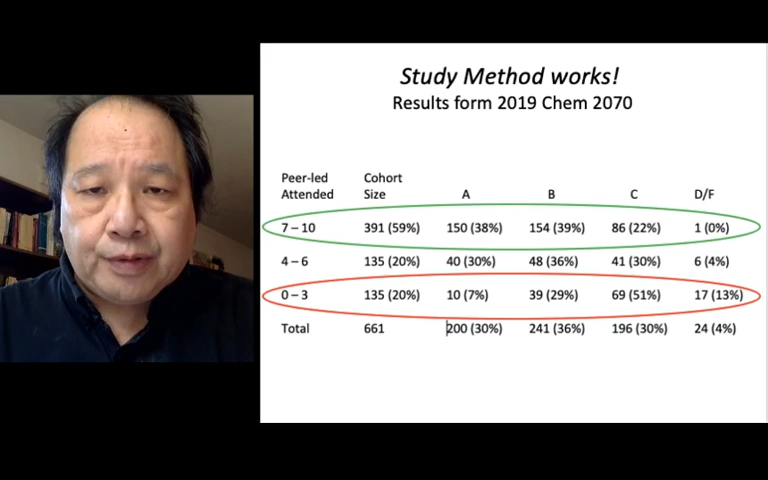 Study Method works!
Results form 2019 Chem 2070
Peer-led Attended Cohort Size A B C D/F
7 – 10 391 (59%) 150 (38%) 154 (39%) 86 (22%) 1 (0%)
4 – 6 135 (20%) 40 (30%) 48 (36%) 41 (30%) 6 (4%)
0 – 3 135 (20%) 10 (7%) 39 (29%) 69 (51%) 17 (13%)
Total 661 200 (30%) 241 (36%) 196 (30%) 24 (4%)